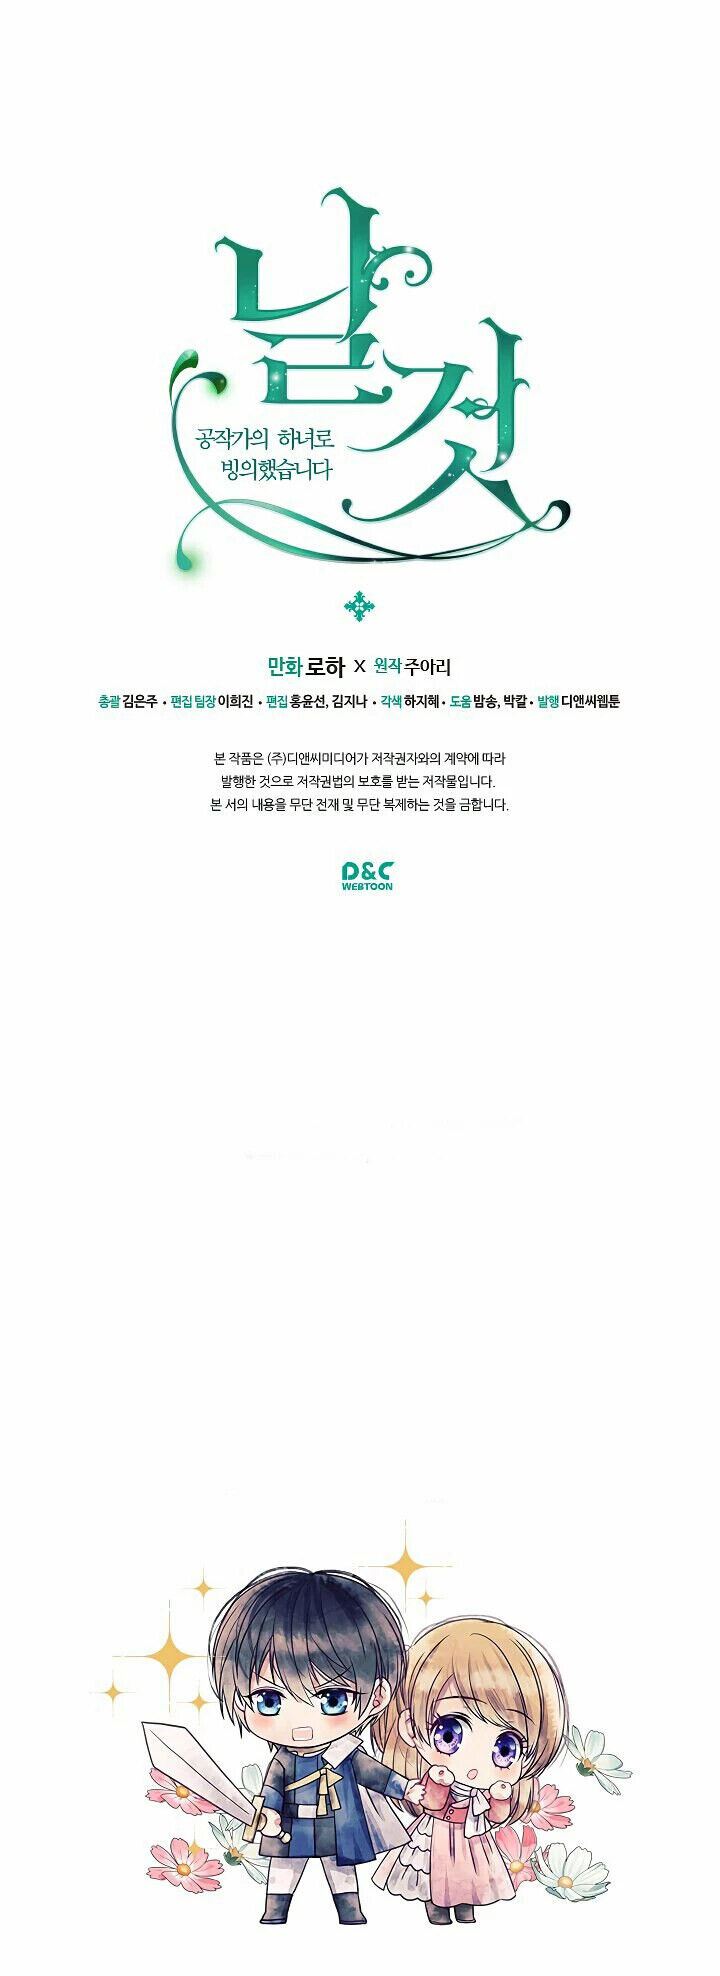 날것
공작가의 하녀로
빙의했습니다
만화 로하 X 원작 주아리
총괄 김은주 • 편집 팀장 이희진 • 편집 홍윤선, 김지나 • 각색 하지혜 • 도움 밤송, 박칼 • 발행 디앤씨웹툰
본 작품은 (주)디앤씨미디어가 저작권자와의 계약에 따라
발행한 것으로 저작권법의 보호를 받는 저작물입니다.
본 서의 내용을 무단 전재 및 무단 복제하는 것을 금합니다.
D&C
WEBTOON